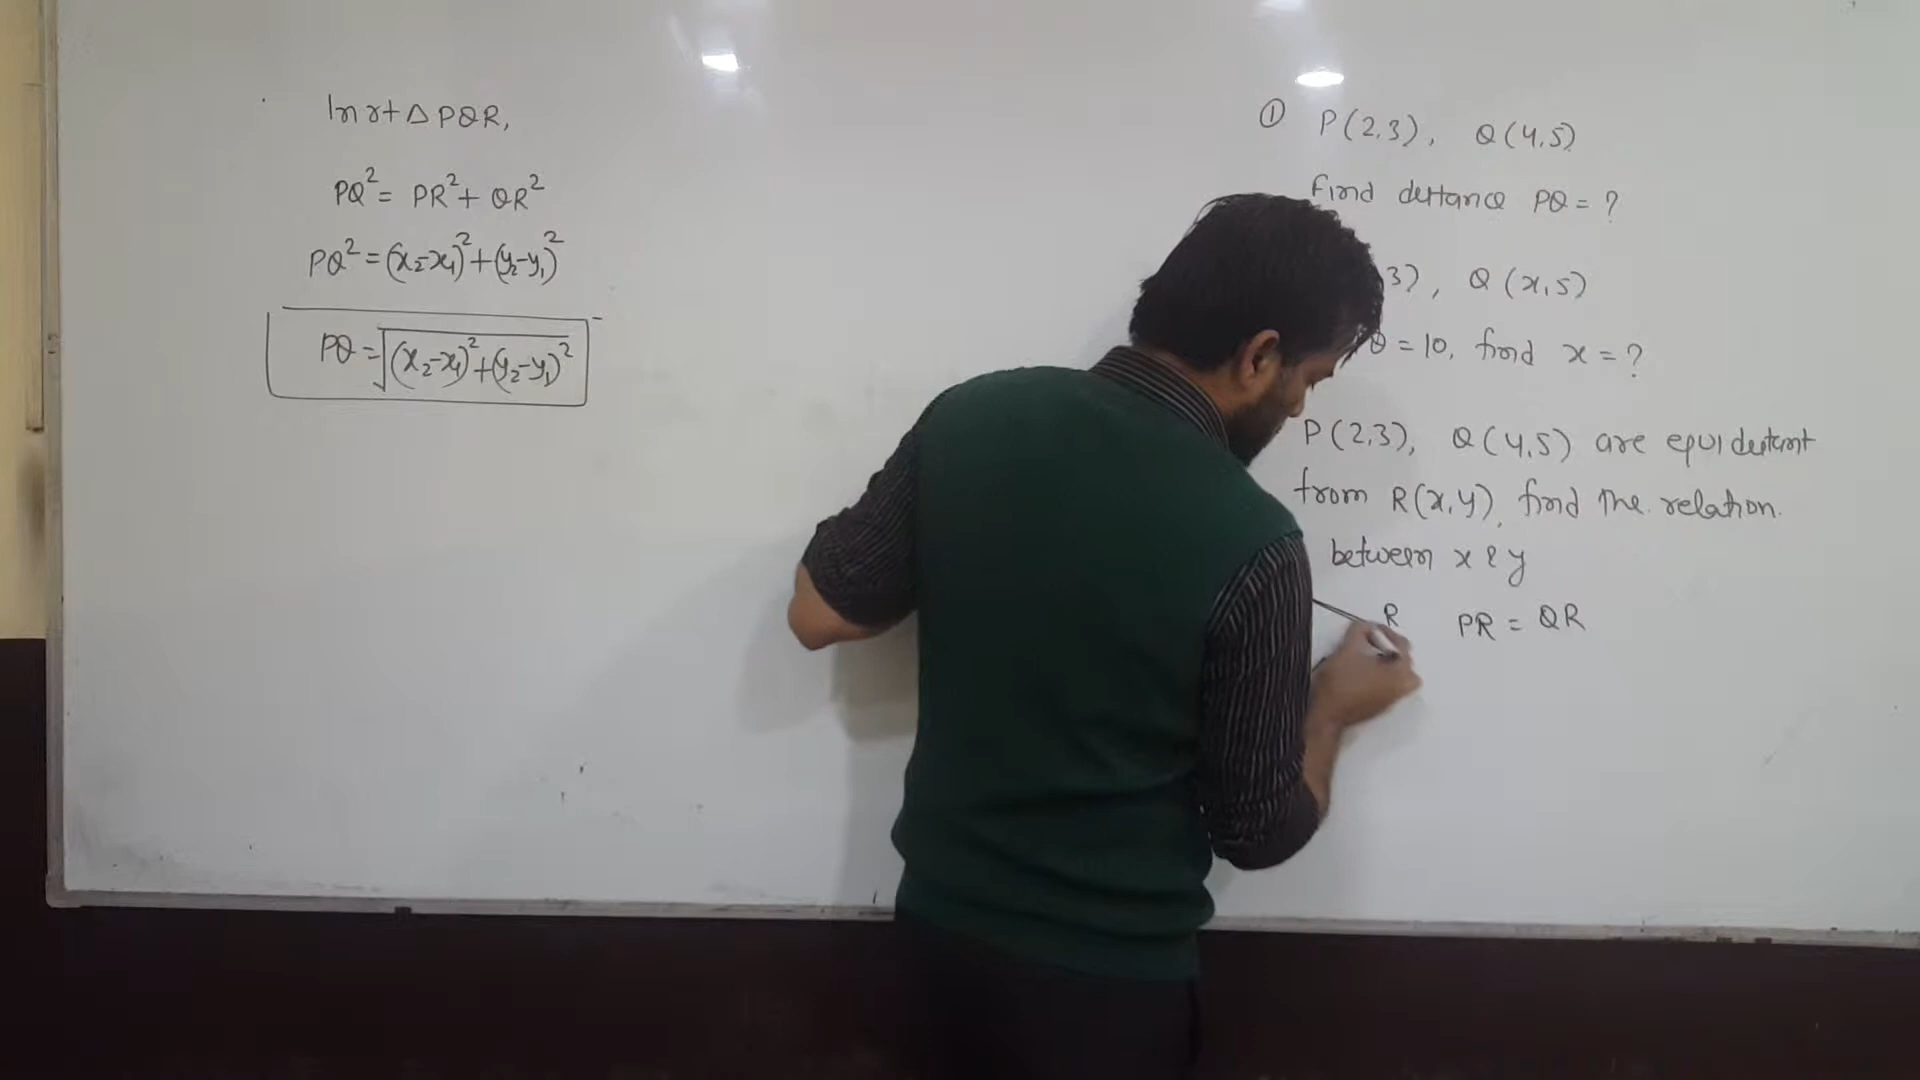 In rt △ PQR,
PQ² = PR² + QR²
PQ² = (x₂-x₁)² + (y₂-y₁)²
PQ = √(x₂-x₁)² + (y₂-y₁)²
① P(2,3), Q(4,5)
find distance PQ = ?
3), Q(x,5)
Q = 10, find x = ?
P(2,3), Q(4,5) are equidistant
from R(x,y), find the relation.
between x & y
R PR = QR